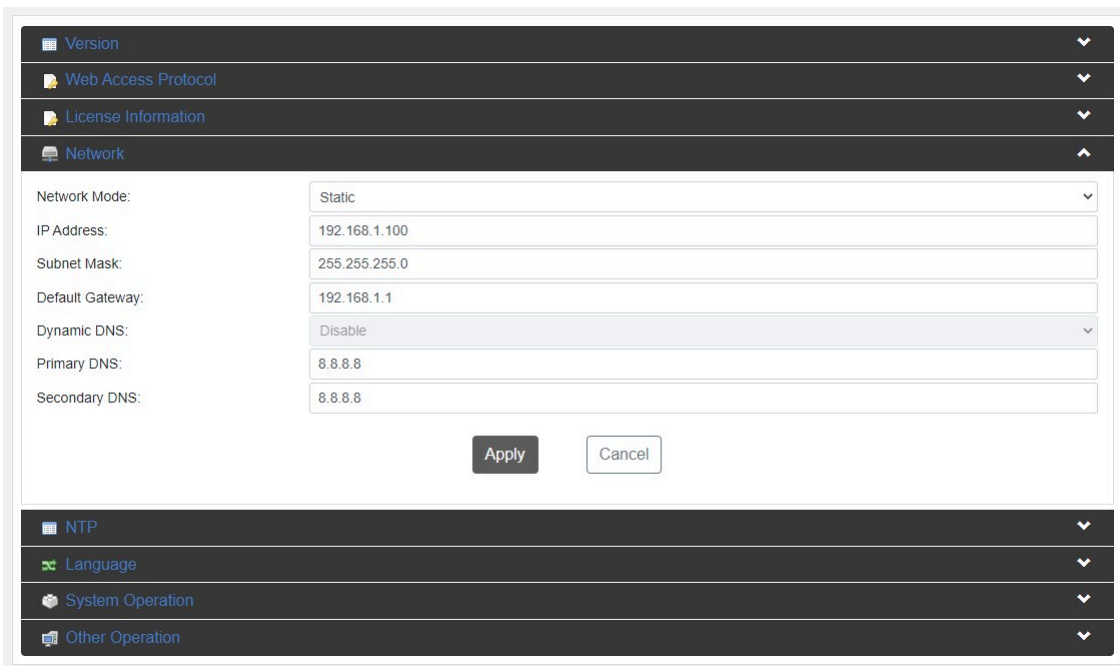 Version
Web Access Protocol
License Information
Network
Network Mode: Static
IP Address: 192.168.1.100
Subnet Mask: 255.255.255.0
Default Gateway: 192.168.1.1
Dynamic DNS: Disable
Primary DNS: 8.8.8.8
Secondary DNS: 8.8.8.8
Apply Cancel
NTP
Language
System Operation
Other Operation